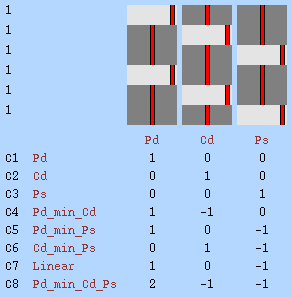 1
1
1
1
1
1
Pd Cd Ps
C1 Pd 1 0 0
C2 Cd 0 1 0
C3 Ps 0 0 1
C4 Pd_min_Cd 1 -1 0
C5 Pd_min_Ps 1 0 -1
C6 Cd_min_Ps 0 1 -1
C7 Linear 1 0 -1
C8 Pd_min_Cd_Ps 2 -1 -1